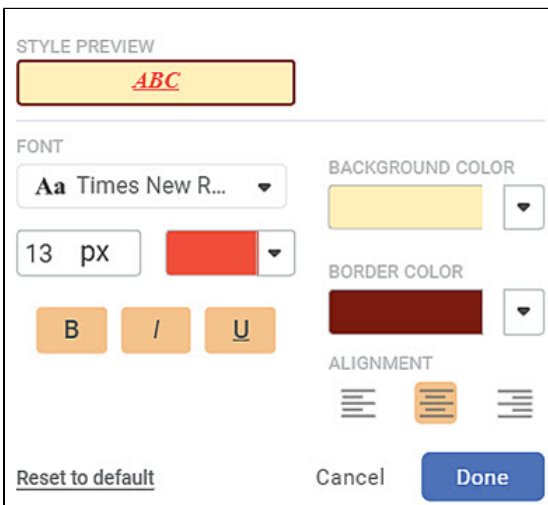 STYLE PREVIEW
ABC
FONT
Aa Times New R...
13 px
B I U
BACKGROUND COLOR
BORDER COLOR
ALIGNMENT
Reset to default
Cancel
Done